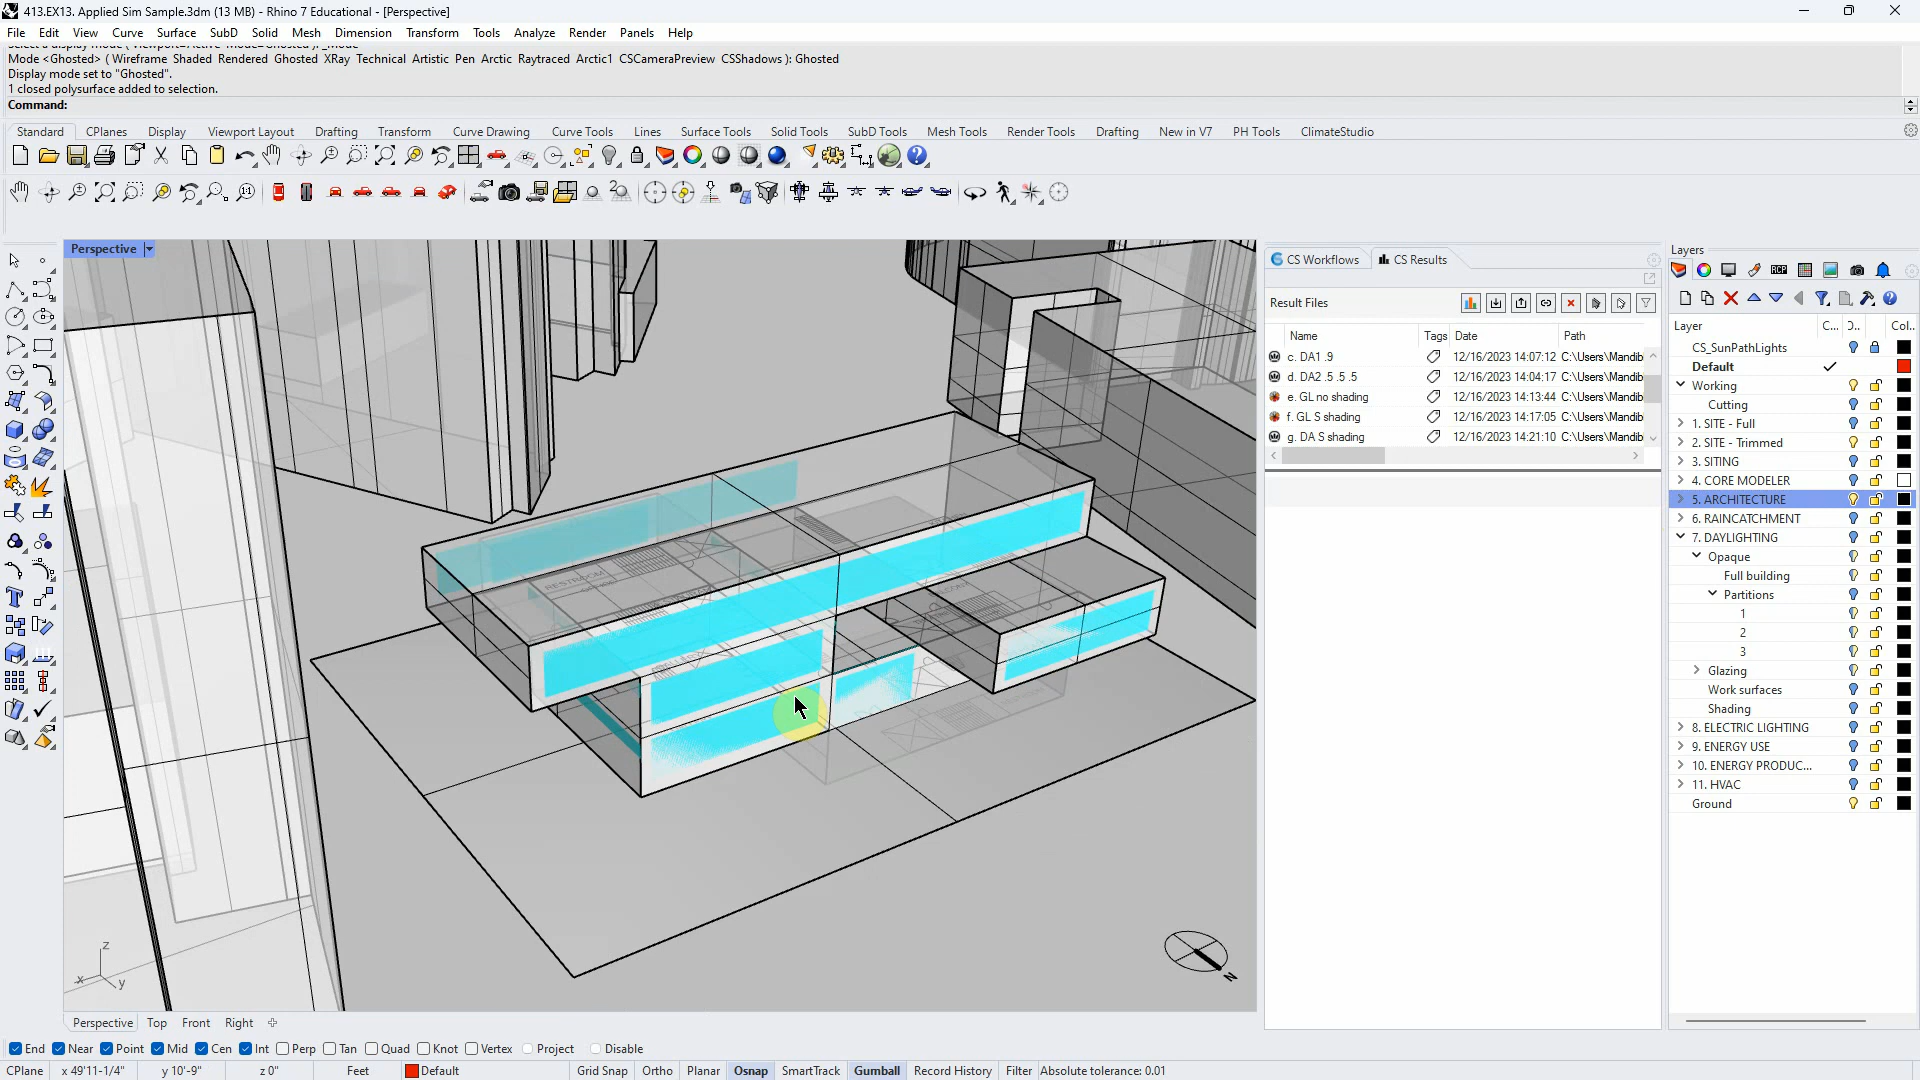 413.EX13. Applied Sim Sample.3dm (13 MB) - Rhino 7 Educational - [Perspective]
File Edit View Curve Surface SubD Solid Mesh Dimension Transform Tools Analyze Render Panels Help
Mode <Ghosted> ( Wireframe Shaded Rendered Ghosted XRay Technical Artistic Pen Arctic Raytraced Arctic1 CSCameraPreview CSShadows ): Ghosted
Display mode set to "Ghosted".
1 closed polysurface added to selection.
Command:
Standard CPlanes Display Viewport Layout Drafting Transform Curve Drawing Curve Tools Lines Surface Tools Solid Tools SubD Tools Mesh Tools Render Tools Drafting New in V7 PH Tools ClimateStudio
Perspective
CS Workflows CS Results
Result Files
Name Tags Date Path
c. DA1 .9 12/16/2023 14:07:12 C:\Users\Mandib
d. DA2 .5 .5 .5 12/16/2023 14:04:17 C:\Users\Mandib
e. GL no shading 12/16/2023 14:13:44 C:\Users\Mandib
f. GL S shading 12/16/2023 14:17:05 C:\Users\Mandib
g. DA S shading 12/16/2023 14:21:10 C:\Users\Mandib
Layers
RCP
Layer C... Col..
CS_SunPathLights
Default
Working
Cutting
1. SITE - Full
2. SITE - Trimmed
3. SITING
4. CORE MODELER
5. ARCHITECTURE
6. RAINCATCHMENT
7. DAYLIGHTING
Opaque
Full building
Partitions
1
2
3
Glazing
Work surfaces
Shading
8. ELECTRIC LIGHTING
9. ENERGY USE
10. ENERGY PRODUC...
11. HVAC
Ground
RESTROOM
z
x
y
N
Perspective Top Front Right
End Near Point Mid Cen Int Perp Tan Quad Knot Vertex Project Disable
CPlane x 49'11-1/4" y 10'-9" z 0" Feet Default Grid Snap Ortho Planar Osnap SmartTrack Gumball Record History Filter Absolute tolerance: 0.01